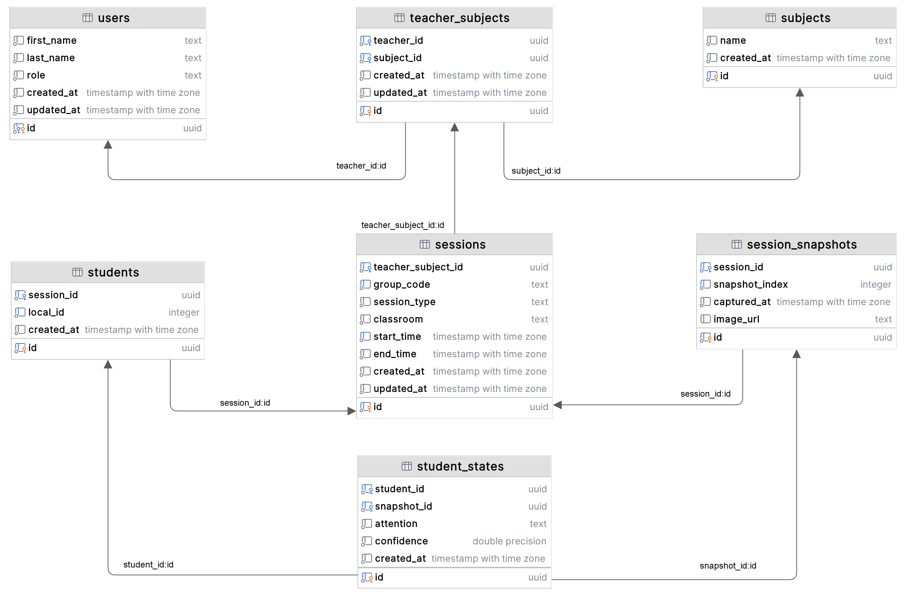 users
first_name text
last_name text
role text
created_at timestamp with time zone
updated_at timestamp with time zone
id uuid
teacher_subjects
teacher_id uuid
subject_id uuid
created_at timestamp with time zone
updated_at timestamp with time zone
id uuid
subjects
name text
created_at timestamp with time zone
id uuid
teacher_id:id
subject_id:id
teacher_subject_id:id
students
session_id uuid
local_id integer
created_at timestamp with time zone
id uuid
sessions
teacher_subject_id uuid
group_code text
session_type text
classroom text
start_time timestamp with time zone
end_time timestamp with time zone
created_at timestamp with time zone
updated_at timestamp with time zone
id uuid
session_snapshots
session_id uuid
snapshot_index integer
captured_at timestamp with time zone
image_url text
id uuid
session_id:id
session_id:id
student_states
student_id uuid
snapshot_id uuid
attention text
confidence double precision
created_at timestamp with time zone
id uuid
student_id:id
snapshot_id:id